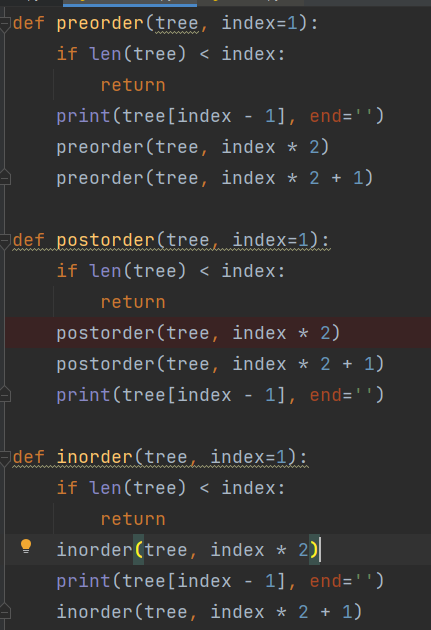 def preorder(tree, index=1):
    if len(tree) < index:
        return
    print(tree[index - 1], end='')
    preorder(tree, index * 2)
    preorder(tree, index * 2 + 1)
def postorder(tree, index=1):
    if len(tree) < index:
        return
    postorder(tree, index * 2)
    postorder(tree, index * 2 + 1)
    print(tree[index - 1], end='')
def inorder(tree, index=1):
    if len(tree) < index:
        return
    inorder(tree, index * 2)
    print(tree[index - 1], end='')
    inorder(tree, index * 2 + 1)